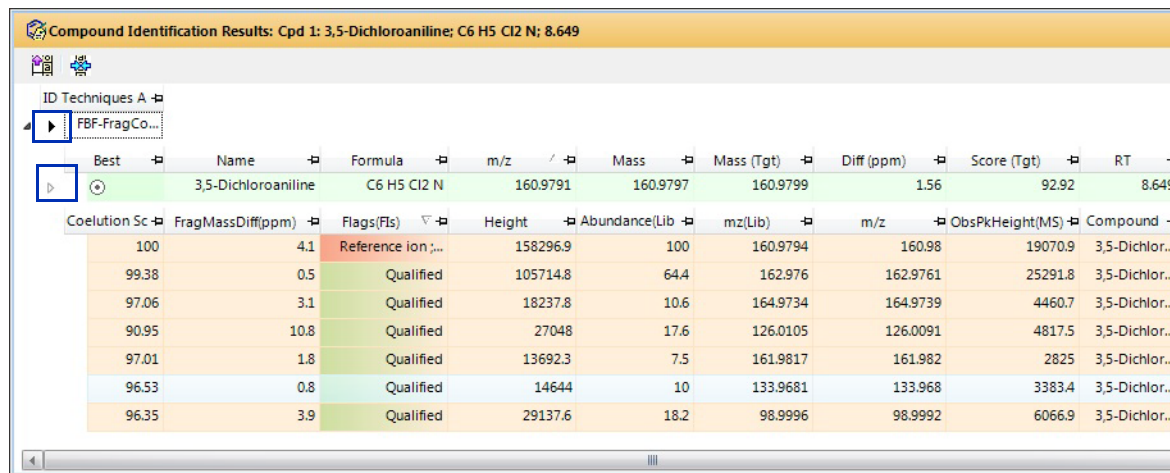 Compound Identification Results: Cpd 1: 3,5-Dichloroaniline; C6 H5 Cl2 N; 8.649
ID Techniques A
FBF-FragCo...
Best Name Formula m/z Mass Mass (Tgt) Diff (ppm) Score (Tgt) RT
3,5-Dichloroaniline C6 H5 Cl2 N 160.9791 160.9797 160.9799 1.56 92.92 8.649
Coelution Sc FragMassDiff(ppm) Flags(FIs) Height Abundance(Lib mz(Lib) m/z ObsPkHeight(MS) Compound
100 4.1 Reference ion ;... 158296.9 100 160.9794 160.98 19070.9 3,5-Dichlor..
99.38 0.5 Qualified 105714.8 64.4 162.976 162.9761 25291.8 3,5-Dichlor..
97.06 3.1 Qualified 18237.8 10.6 164.9734 164.9739 4460.7 3,5-Dichlor..
90.95 10.8 Qualified 27048 17.6 126.0105 126.0091 4817.5 3,5-Dichlor..
97.01 1.8 Qualified 13692.3 7.5 161.9817 161.982 2825 3,5-Dichlor..
96.53 0.8 Qualified 14644 10 133.9681 133.968 3383.4 3,5-Dichlor..
96.35 3.9 Qualified 29137.6 18.2 98.9996 98.9992 6066.9 3,5-Dichlor..